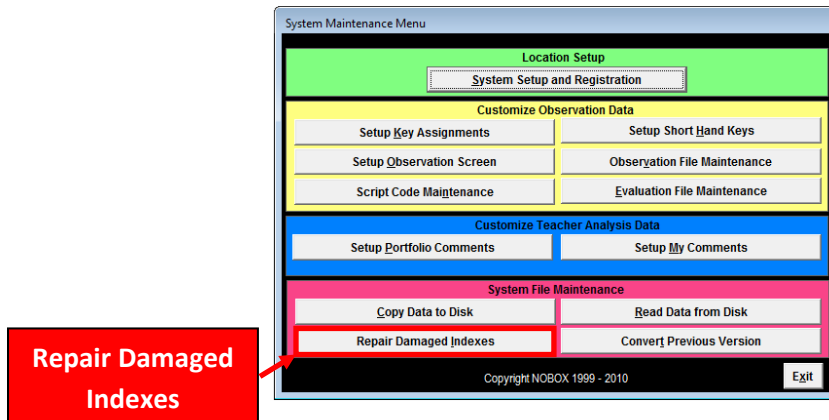 System Maintenance Menu
Location Setup
System Setup and Registration
Customize Observation Data
Setup Key Assignments
Setup Short Hand Keys
Setup Observation Screen
Observation File Maintenance
Script Code Maintenance
Evaluation File Maintenance
Customize Teacher Analysis Data
Setup Portfolio Comments
Setup My Comments
System File Maintenance
Copy Data to Disk
Read Data from Disk
Repair Damaged Indexes
Convert Previous Version
Repair Damaged
Indexes
Copyright NOBOX 1999 - 2010
Exit